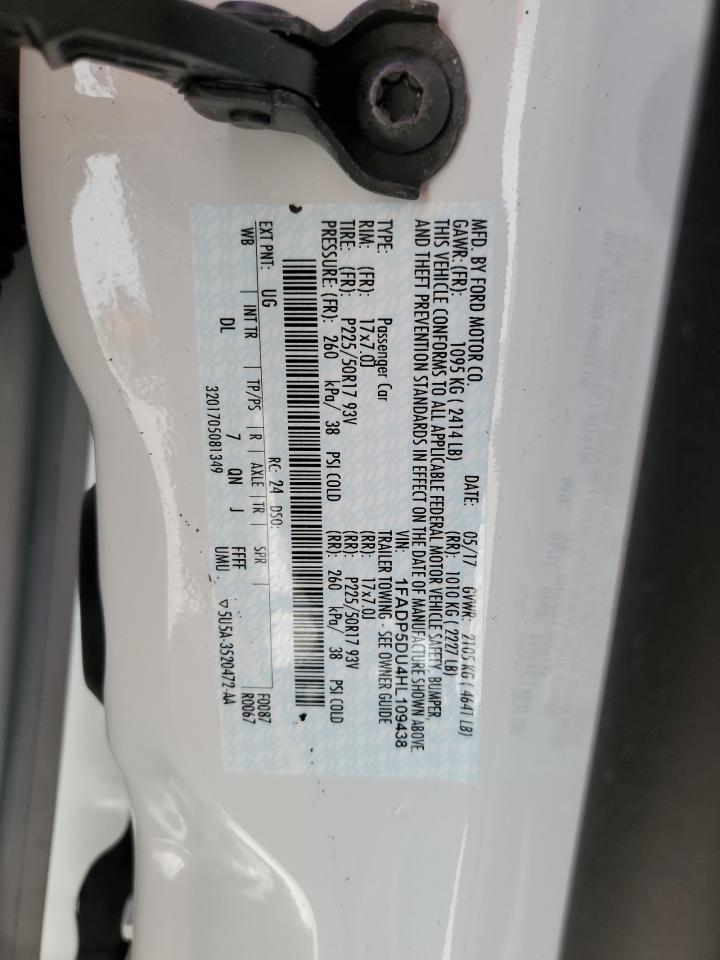 MFD. BY FORD MOTOR CO.
DATE: 05/17 GVWR: 2105 KG ( 4641 LB)
GAWR: (FR): 1095 KG ( 2414 LB) (RR): 1010 KG ( 2227 LB)
THIS VEHICLE CONFORMS TO ALL APPLICABLE FEDERAL MOTOR VEHICLE SAFETY, BUMPER,
AND THEFT PREVENTION STANDARDS IN EFFECT ON THE DATE OF MANUFACTURE SHOWN ABOVE.
VIN: 1FADP5DU4HL109438
TYPE: Passenger Car TRAILER TOWING - SEE OWNER GUIDE
RIM: (FR): 17x7.0J (RR): 17x7.0J
TIRE: (FR): P225/50R17 93V (RR): P225/50R17 93V
PRESSURE: (FR): 260 kPa/ 38 PSI COLD (RR): 260 kPa/ 38 PSI COLD
RC: 24 DSO: F0087
EXT PNT: UG R0067
WB INT TR TP/PS R AXLE TR SPR
DL 7 QN J FFFF
3201705081349 UMU ▽5U5A-3520472-AA